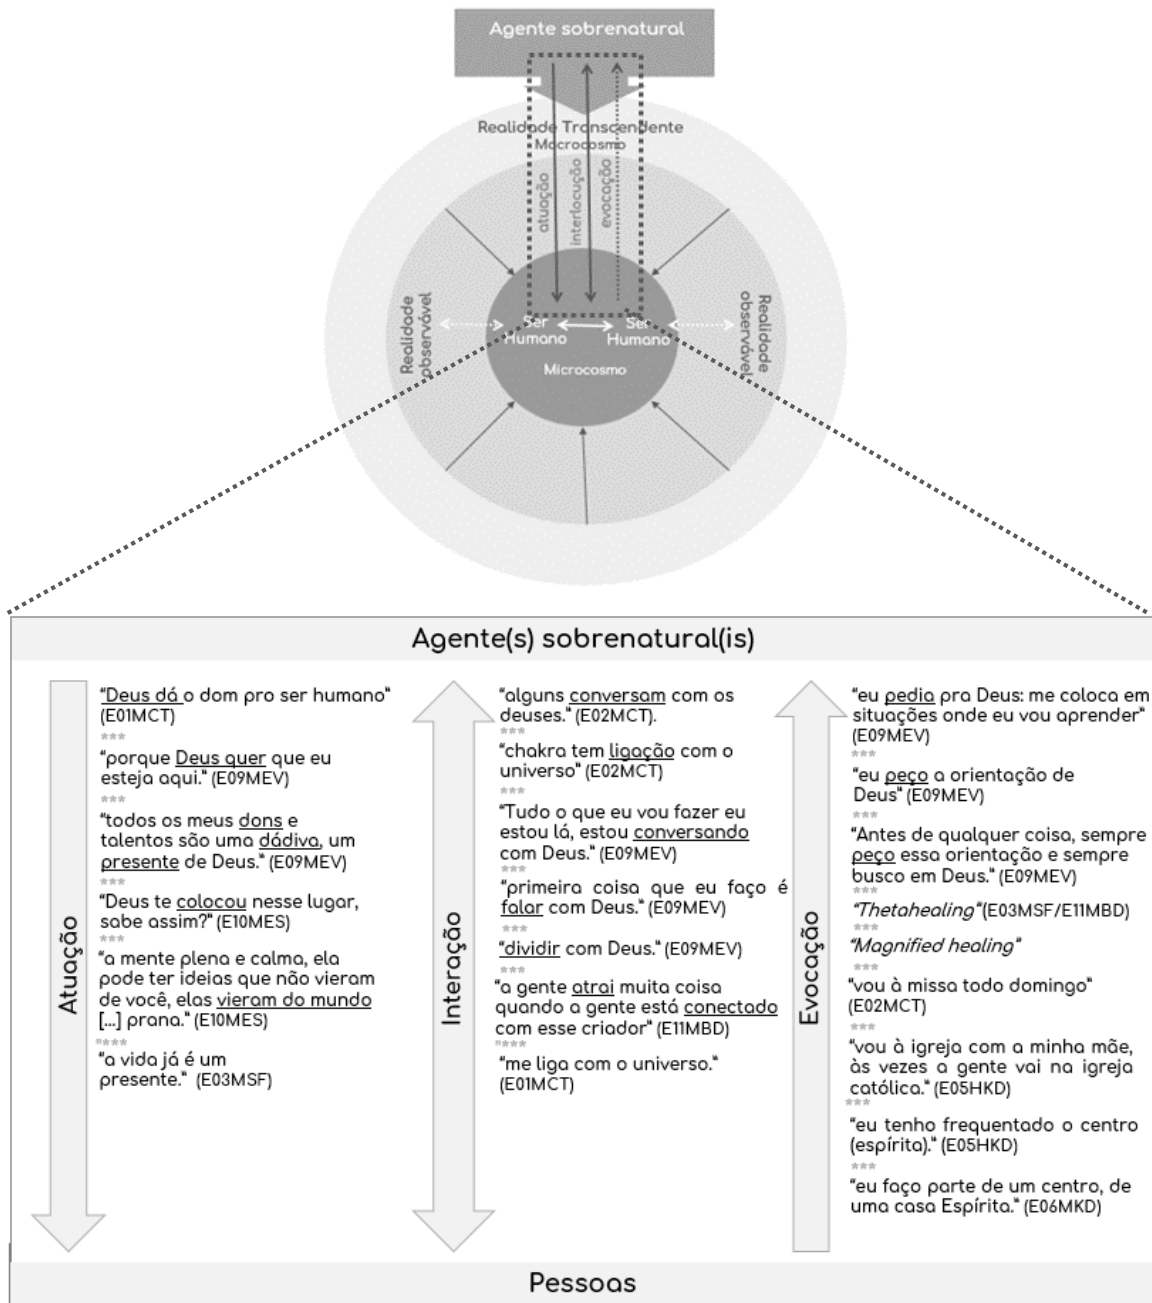 Agente sobrenatural
Realidade Transcendente
Macrocosmo
atuação
interlocução
evocação
Realidade
observável
Ser
Humano
Ser
Humano
Realidade
observável
Microcosmo
Agente(s) sobrenatural(is)
Atuação
"Deus dá o dom pro ser humano"
(E01MCT)
***
"porque Deus quer que eu
esteja aqui." (E09MEV)
***
"todos os meus dons e
talentos são uma dádiva, um
presente de Deus." (E09MEV)
***
"Deus te colocou nesse lugar,
sabe assim?" (E10MES)
***
"a mente plena e calma, ela
pode ter ideias que não vieram
de você, elas vieram do mundo
[...] prana." (E10MES)
"***
"a vida já é um
presente." (E03MSF)
Interação
"alguns conversam com os
deuses." (E02MCT).
***
"chakra tem ligação com o
universo" (E02MCT)
***
"Tudo o que eu vou fazer eu
estou lá, estou conversando
com Deus." (E09MEV)
***
"primeira coisa que eu faço é
falar com Deus." (E09MEV)
***
"dividir com Deus." (E09MEV)
***
"a gente atrai muita coisa
quando a gente está conectado
com esse criador" (E11MBD)
"***
"me liga com o universo."
(E01MCT)
Evocação
"eu pedia pra Deus: me coloca em
situações onde eu vou aprender"
(E09MEV)
***
"eu peço a orientação de
Deus" (E09MEV)
***
"Antes de qualquer coisa, sempre
peço essa orientação e sempre
busco em Deus." (E09MEV)
***
"Thetahealing"(E03MSF/E11MBD)
***
"Magnified healing"
***
"vou à missa todo domingo"
(E02MCT)
***
"vou à igreja com a minha mãe,
às vezes a gente vai na igreja
católica." (E05HKD)
***
"eu tenho frequentado o centro
(espírita)." (E05HKD)
***
"eu faço parte de um centro, de
uma casa Espírita." (E06MKD)
Pessoas